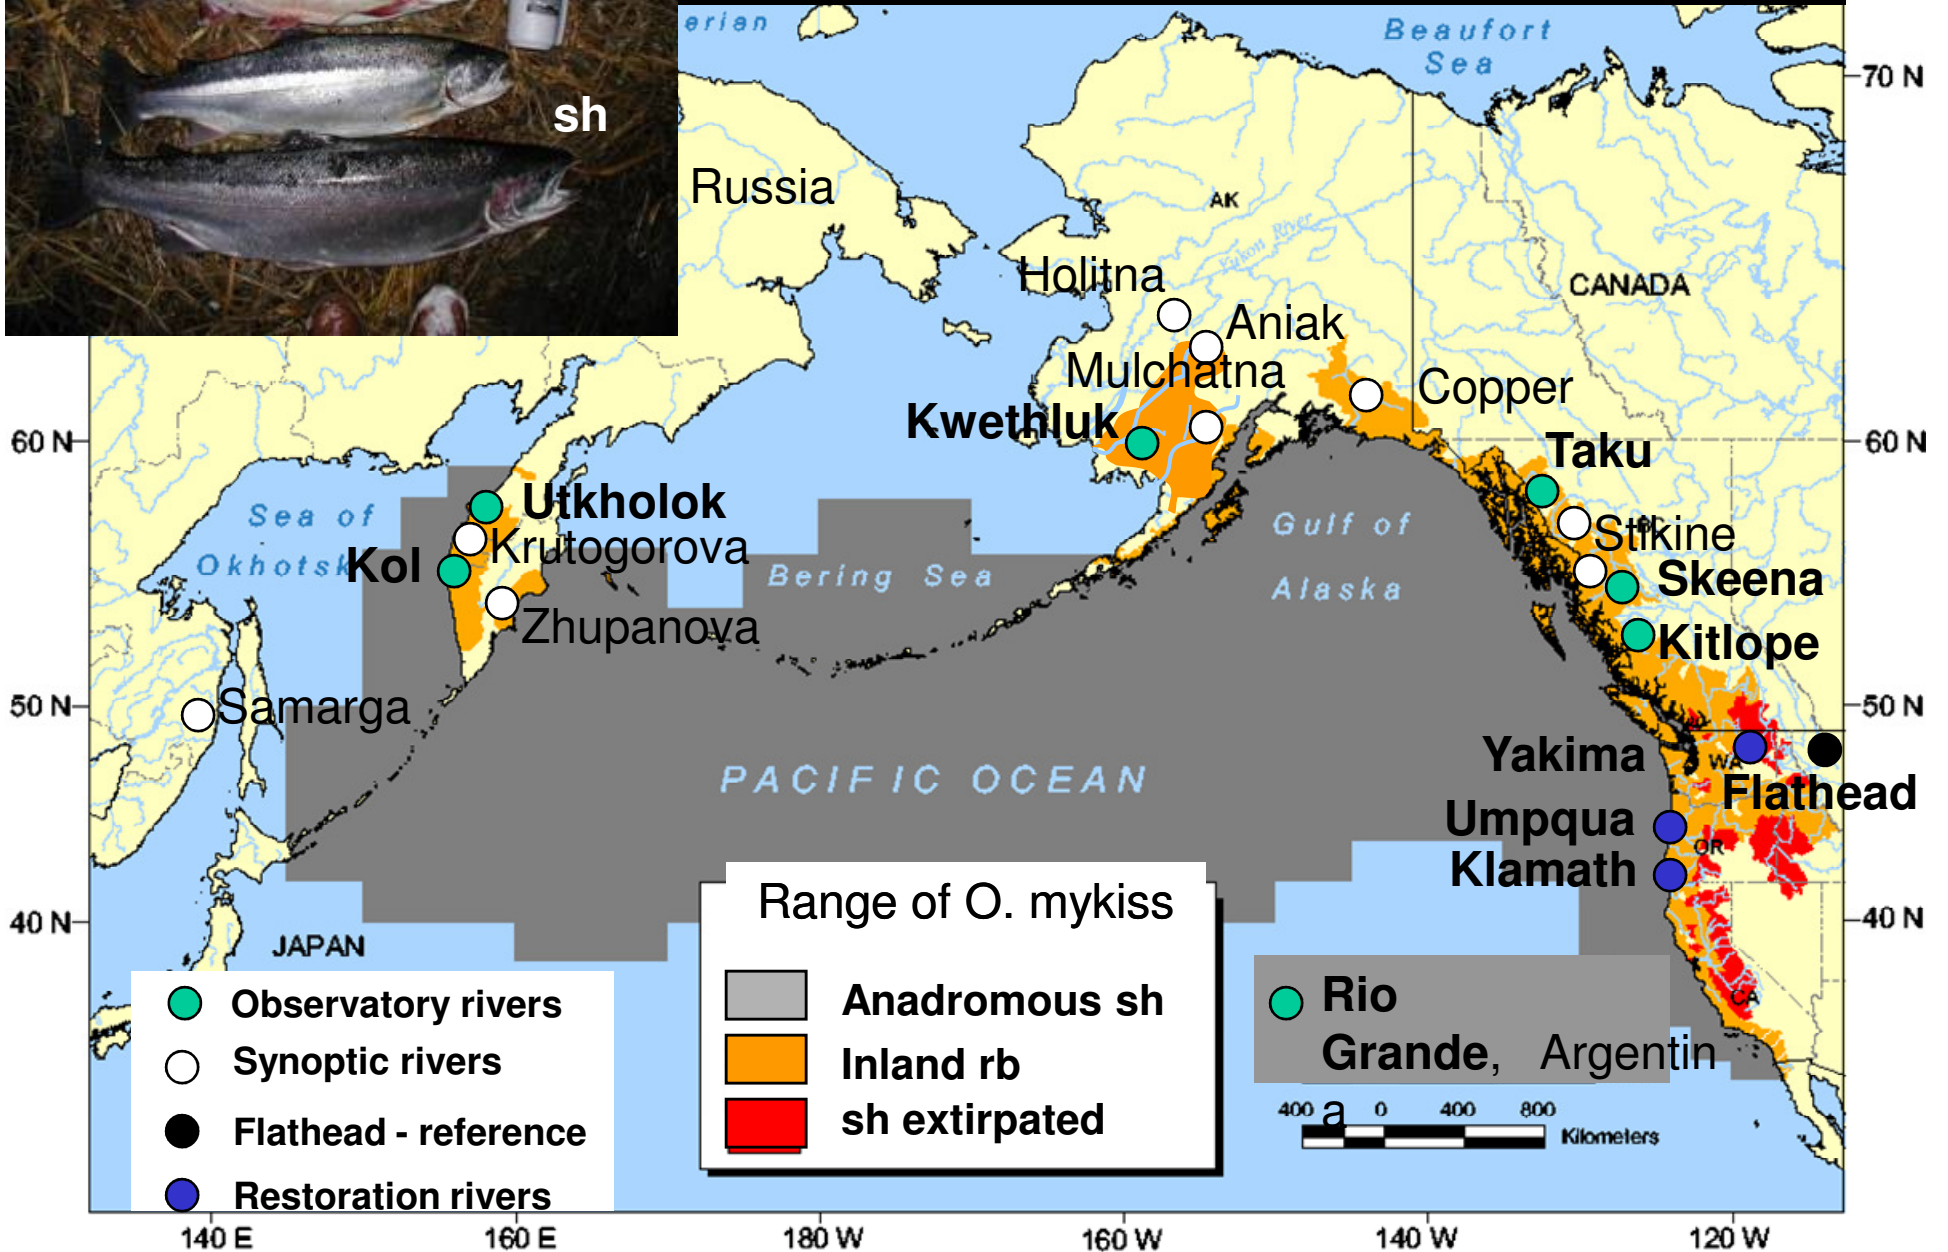 erian
Beaufort
Sea
70 N
70 N
sh
Russia
AK
Yukon River
Holitna
CANADA
Aniak
Mulchatna
Copper
Kwethluk
60 N
60 N
Taku
Utkholok
Sea of
Gulf of
Stikine
Krutogorova
Okhotsk
Kol
Bering Sea
Alaska
Skeena
Zhupanova
Kitlope
Samarga
50 N
50 N
Yakima
WA
PACIFIC OCEAN
Flathead
Umpqua
OR
Klamath
Range of O. mykiss
40 N
40 N
JAPAN
Anadromous sh
Inland rb
sh extirpated
Rio
Grande, Argentin
a
CA
Observatory rivers
Synoptic rivers
Flathead - reference
Restoration rivers
400 0 400 800
Kilometers
140 E 160 E 180 W 160 W 140 W 120 W